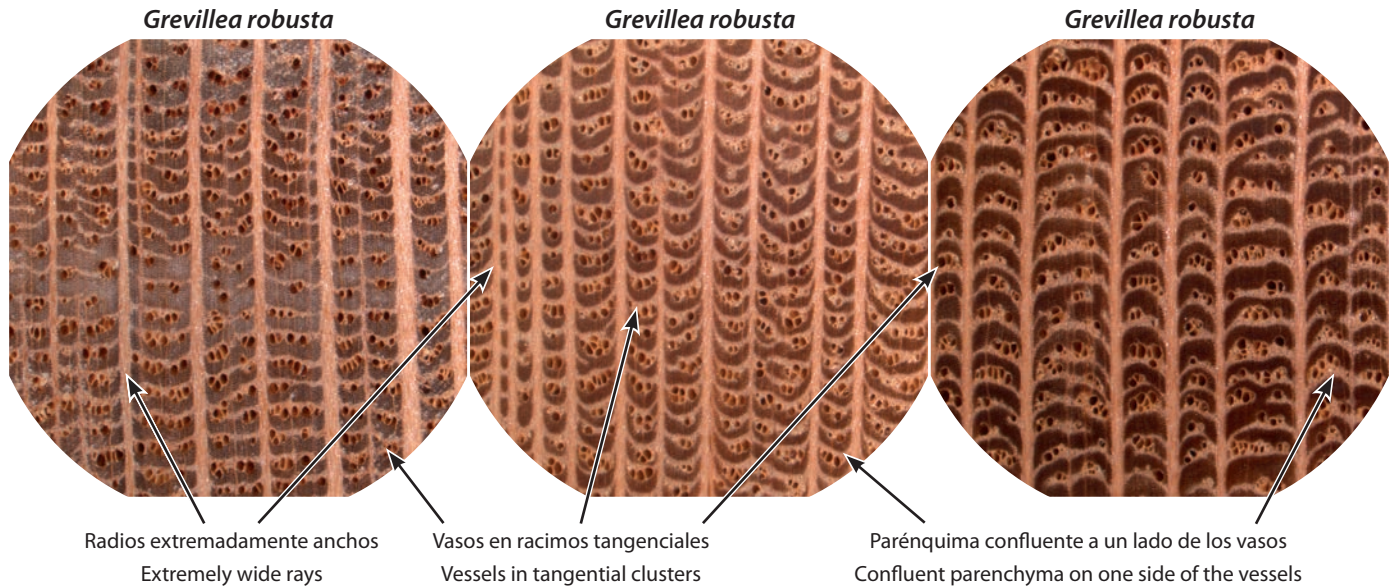 Grevillea robusta
Grevillea robusta
Grevillea robusta
Radios extremadamente anchos
Extremely wide rays
Vasos en racimos tangenciales
Vessels in tangential clusters
Parénquima confluente a un lado de los vasos
Confluent parenchyma on one side of the vessels